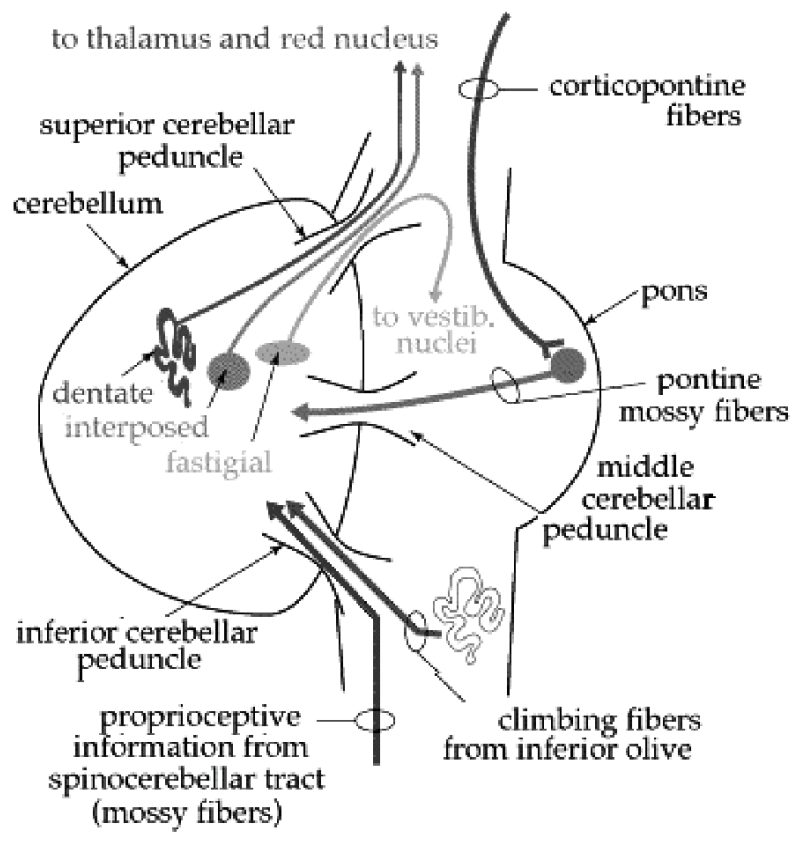 to thalamus and red nucleus
corticopontine
fibers
superior cerebellar
peduncle
cerebellum
pons
to vestib.
nuclei
dentate
interposed
fastigial
pontine
mossy fibers
middle
cerebellar
peduncle
inferior cerebellar
peduncle
proprioceptive
information from
spinocerebellar tract
(mossy fibers)
climbing fibers
from inferior olive